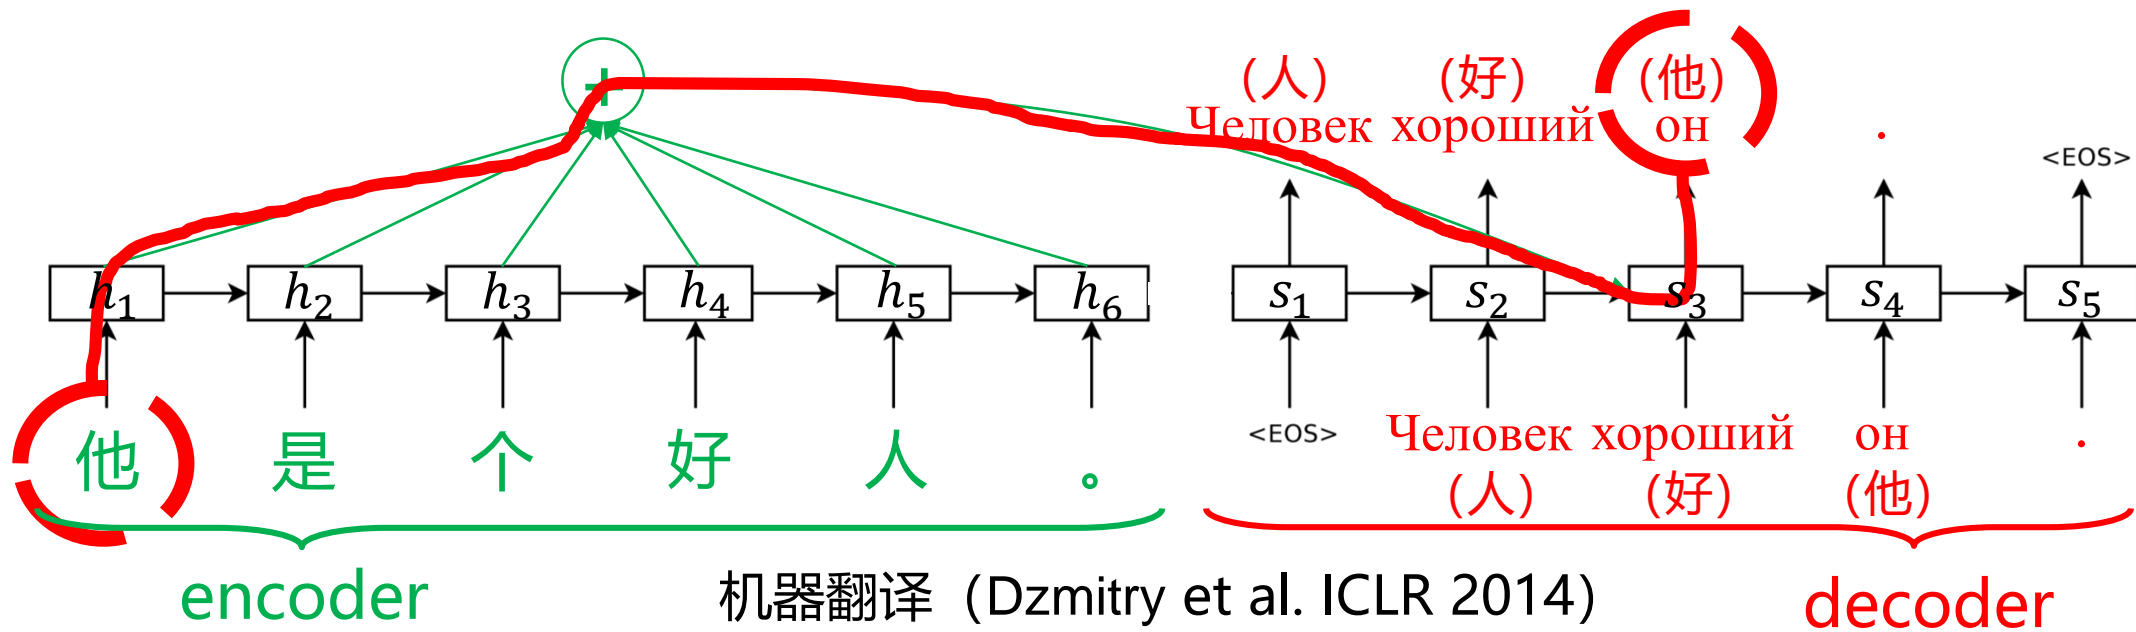 +
(人) (好) (他)
Человек хороший он .
<EOS>
h₁ h₂ h₃ h₄ h₅ h₆ s₁ s₂ s₃ s₄ s₅
<EOS> Человек хороший он .
他 是 个 好 人 。
(人) (好) (他)
encoder 机器翻译（Dzmitry et al. ICLR 2014） decoder